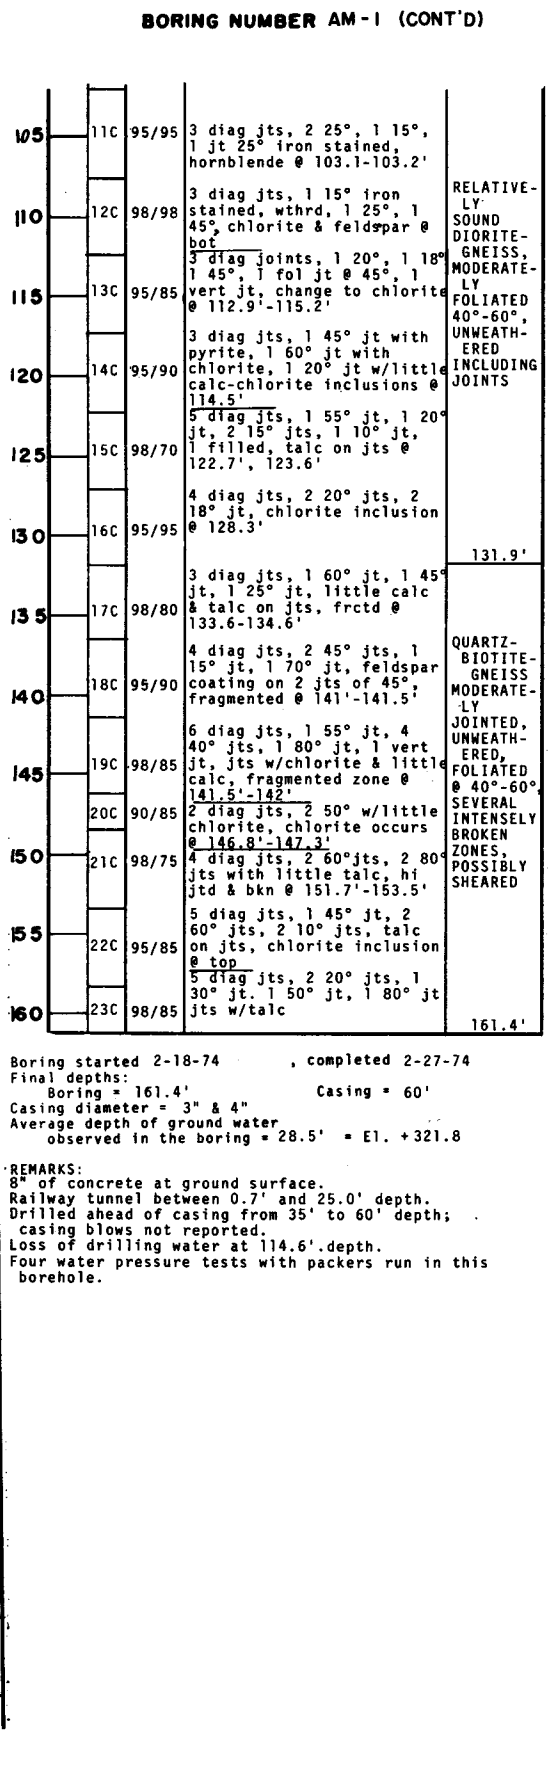 BORING NUMBER AM-1 (CONT'D)
105 11C 95/95 3 diag jts, 2 25°, 1 15°,
1 jt 25° iron stained,
hornblende @ 103.1-103.2'
110 12C 98/98 3 diag jts, 1 15° iron
stained, wthrd, 1 25°, 1
45°, chlorite & feldspar @
bot
115 13C 95/85 3 diag joints, 1 20°, 1 18°
1 45°, 1 fol jt @ 45°, 1
vert jt, change to chlorite
@ 112.9'-115.2'
120 14C 95/90 3 diag jts, 1 45° jt with
pyrite, 1 60° jt with
chlorite, 1 20° jt w/little
calc-chlorite inclusions @
114.5'
125 15C 98/70 5 diag jts, 1 55° jt, 1 20°
jt, 2 15° jts, 1 10° jt,
1 filled, talc on jts @
122.7', 123.6'
130 16C 95/95 4 diag jts, 2 20° jts, 2
18° jt, chlorite inclusion
@ 128.3'
RELATIVE-
LY
SOUND
DIORITE-
GNEISS,
MODERATE-
LY
FOLIATED
40°-60°,
UNWEATH-
ERED
INCLUDING
JOINTS
131.9'
135 17C 98/80 3 diag jts, 1 60° jt, 1 45°
jt, 1 25° jt, little calc
& talc on jts, frctd @
133.6-134.6'
140 18C 95/90 4 diag jts, 2 45° jts, 1
15° jt, 1 70° jt, feldspar
coating on 2 jts of 45°,
fragmented @ 141'-141.5'
145 19C 98/85 6 diag jts, 1 55° jt, 4
40° jts, 1 80° jt, 1 vert
jt, jts w/chlorite & little
calc, fragmented zone @
141.5'-142'
20C 90/85 2 diag jts, 2 50° w/little
chlorite, chlorite occurs
@ 146.8'-147.3'
150 21C 98/75 4 diag jts, 2 60°jts, 2 80°
jts with little talc, hi
jtd & bkn @ 151.7'-153.5'
155 22C 95/85 5 diag jts, 1 45° jt, 2
60° jts, 2 10° jts, talc
on jts, chlorite inclusion
@ top
160 23C 98/85 5 diag jts, 2 20° jts, 1
30° jt. 1 50° jt, 1 80° jt
jts w/talc
QUARTZ-
BIOTITE-
GNEISS
MODERATE-
LY
JOINTED,
UNWEATH-
ERED,
FOLIATED
@ 40°-60°,
SEVERAL
INTENSELY
BROKEN
ZONES,
POSSIBLY
SHEARED
161.4'
Boring started 2-18-74 , completed 2-27-74
Final depths:
Boring = 161.4' Casing = 60'
Casing diameter = 3" & 4"
Average depth of ground water
observed in the boring = 28.5' = El. +321.8
REMARKS:
8" of concrete at ground surface.
Railway tunnel between 0.7' and 25.0' depth.
Drilled ahead of casing from 35' to 60' depth;
casing blows not reported.
Loss of drilling water at 114.6'.depth.
Four water pressure tests with packers run in this
borehole.